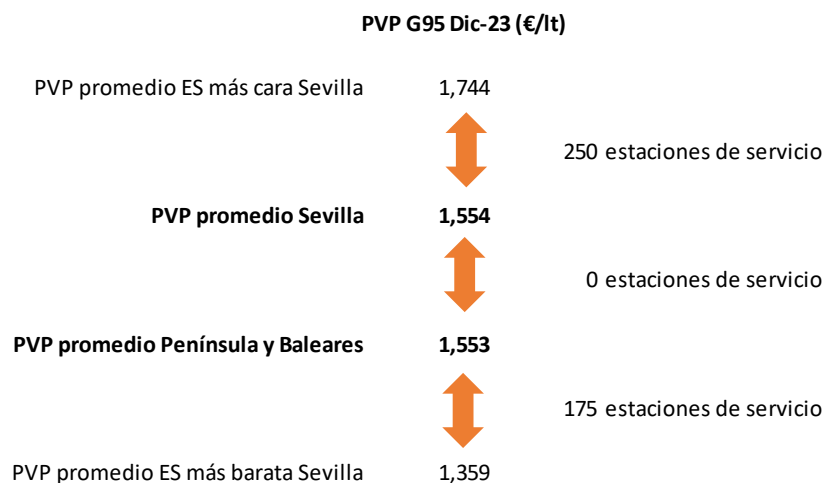 PVP G95 Dic-23 (€/lt)
PVP promedio ES más cara Sevilla 1,744
250 estaciones de servicio
PVP promedio Sevilla 1,554
0 estaciones de servicio
PVP promedio Península y Baleares 1,553
175 estaciones de servicio
PVP promedio ES más barata Sevilla 1,359